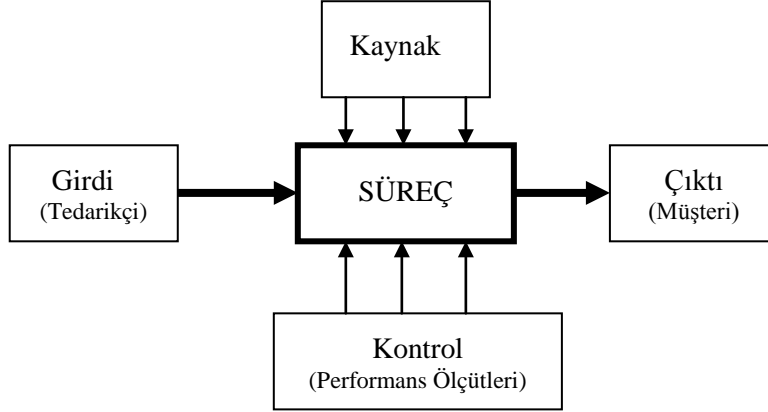 Kaynak
Girdi
(Tedarikçi)
SÜREÇ
Çıktı
(Müşteri)
Kontrol
(Performans Ölçütleri)